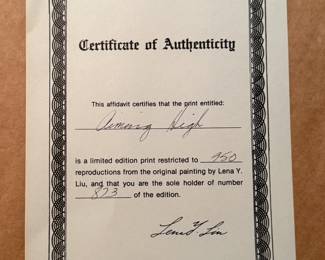 Certificate of Authenticity
This affidavit certifies that the print entitled:
Aiming High
is a limited edition print restricted to 950
reproductions from the original painting by Lena Y.
Liu, and that you are the sole holder of number
873 of the edition.
Lena Y. Liu